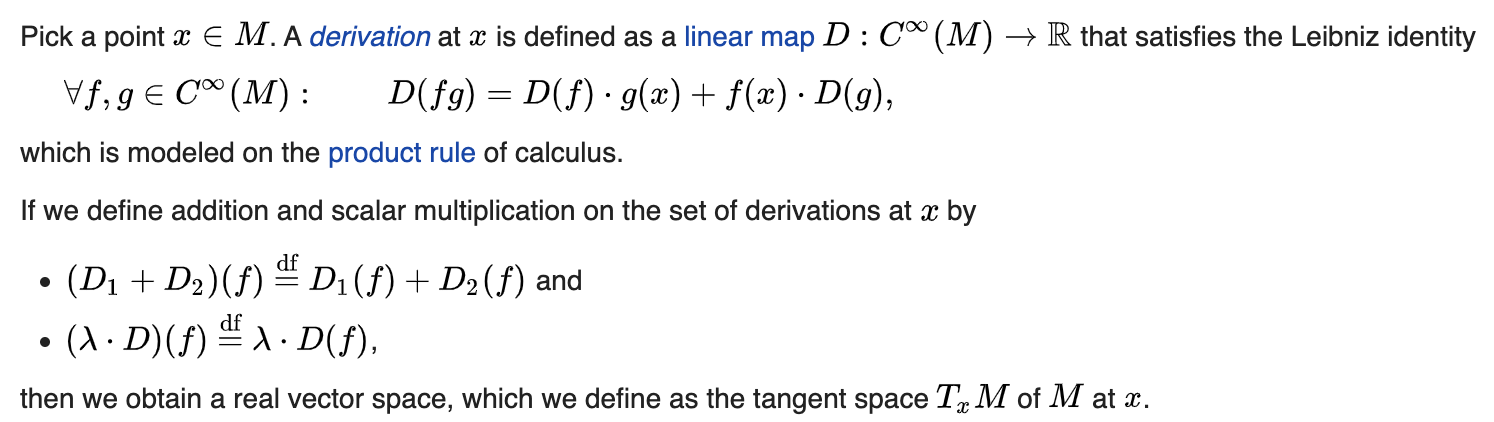 Pick a point x ∈ M. A derivation at x is defined as a linear map D : C^∞(M) → ℝ that satisfies the Leibniz identity
∀f, g ∈ C^∞(M) : D(fg) = D(f) · g(x) + f(x) · D(g),
which is modeled on the product rule of calculus.
If we define addition and scalar multiplication on the set of derivations at x by
• (D₁ + D₂)(f) ≝ D₁(f) + D₂(f) and
• (λ · D)(f) ≝ λ · D(f),
then we obtain a real vector space, which we define as the tangent space TₓM of M at x.